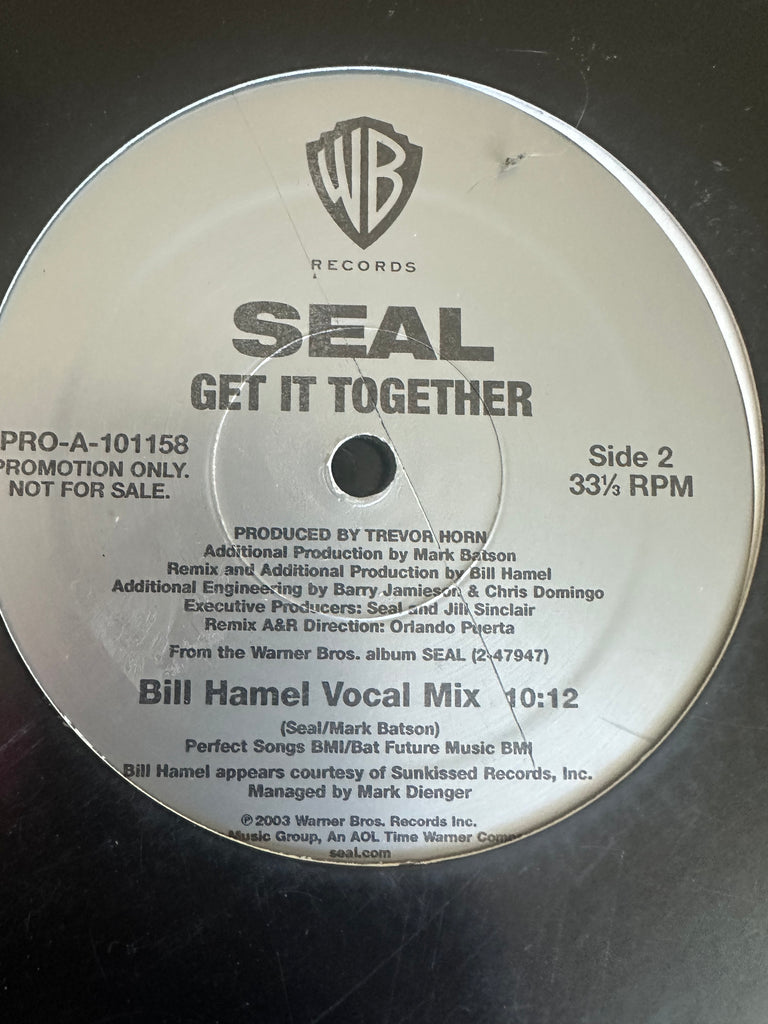 WB
RECORDS
SEAL
GET IT TOGETHER
PRO-A-101158
PROMOTION ONLY.
NOT FOR SALE.
Side 2
33⅓ RPM
PRODUCED BY TREVOR HORN
Additional Production by Mark Batson
Remix and Additional Production by Bill Hamel
Additional Engineering by Barry Jamieson & Chris Domingo
Executive Producers: Seal and Jill Sinclair
Remix A&R Direction: Orlando Puerta
From the Warner Bros. album SEAL (2-47947)
Bill Hamel Vocal Mix 10:12
(Seal/Mark Batson)
Perfect Songs BMI/Bat Future Music BMI
Bill Hamel appears courtesy of Sunkissed Records, Inc.
Managed by Mark Dienger
℗2003 Warner Bros. Records Inc.
Music Group, An AOL Time Warner
seal.com